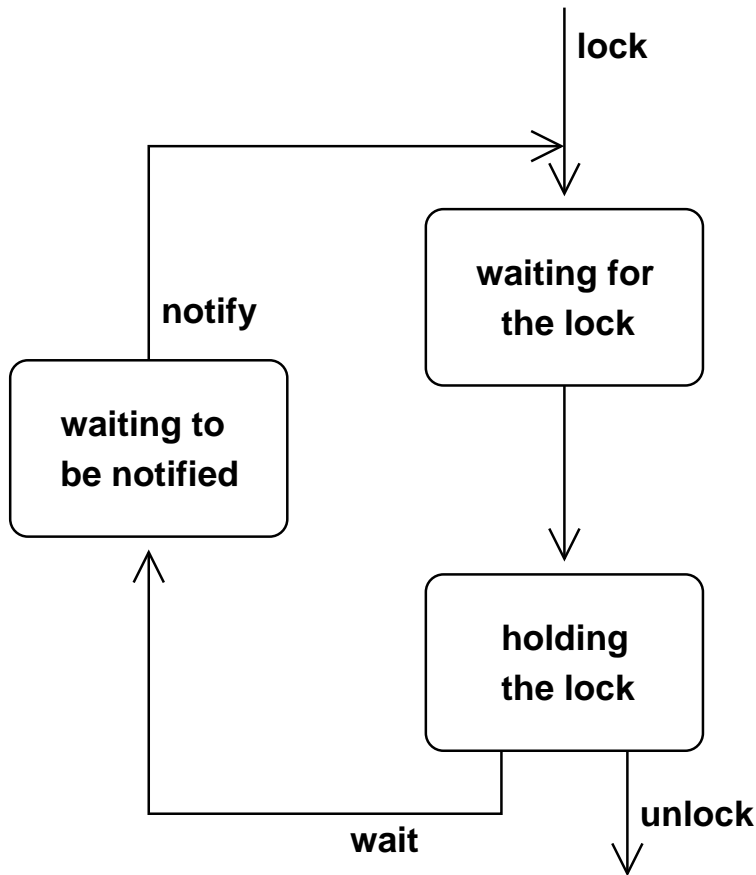 lock
waiting for
the lock
notify
waiting to
be notified
holding
the lock
wait
unlock